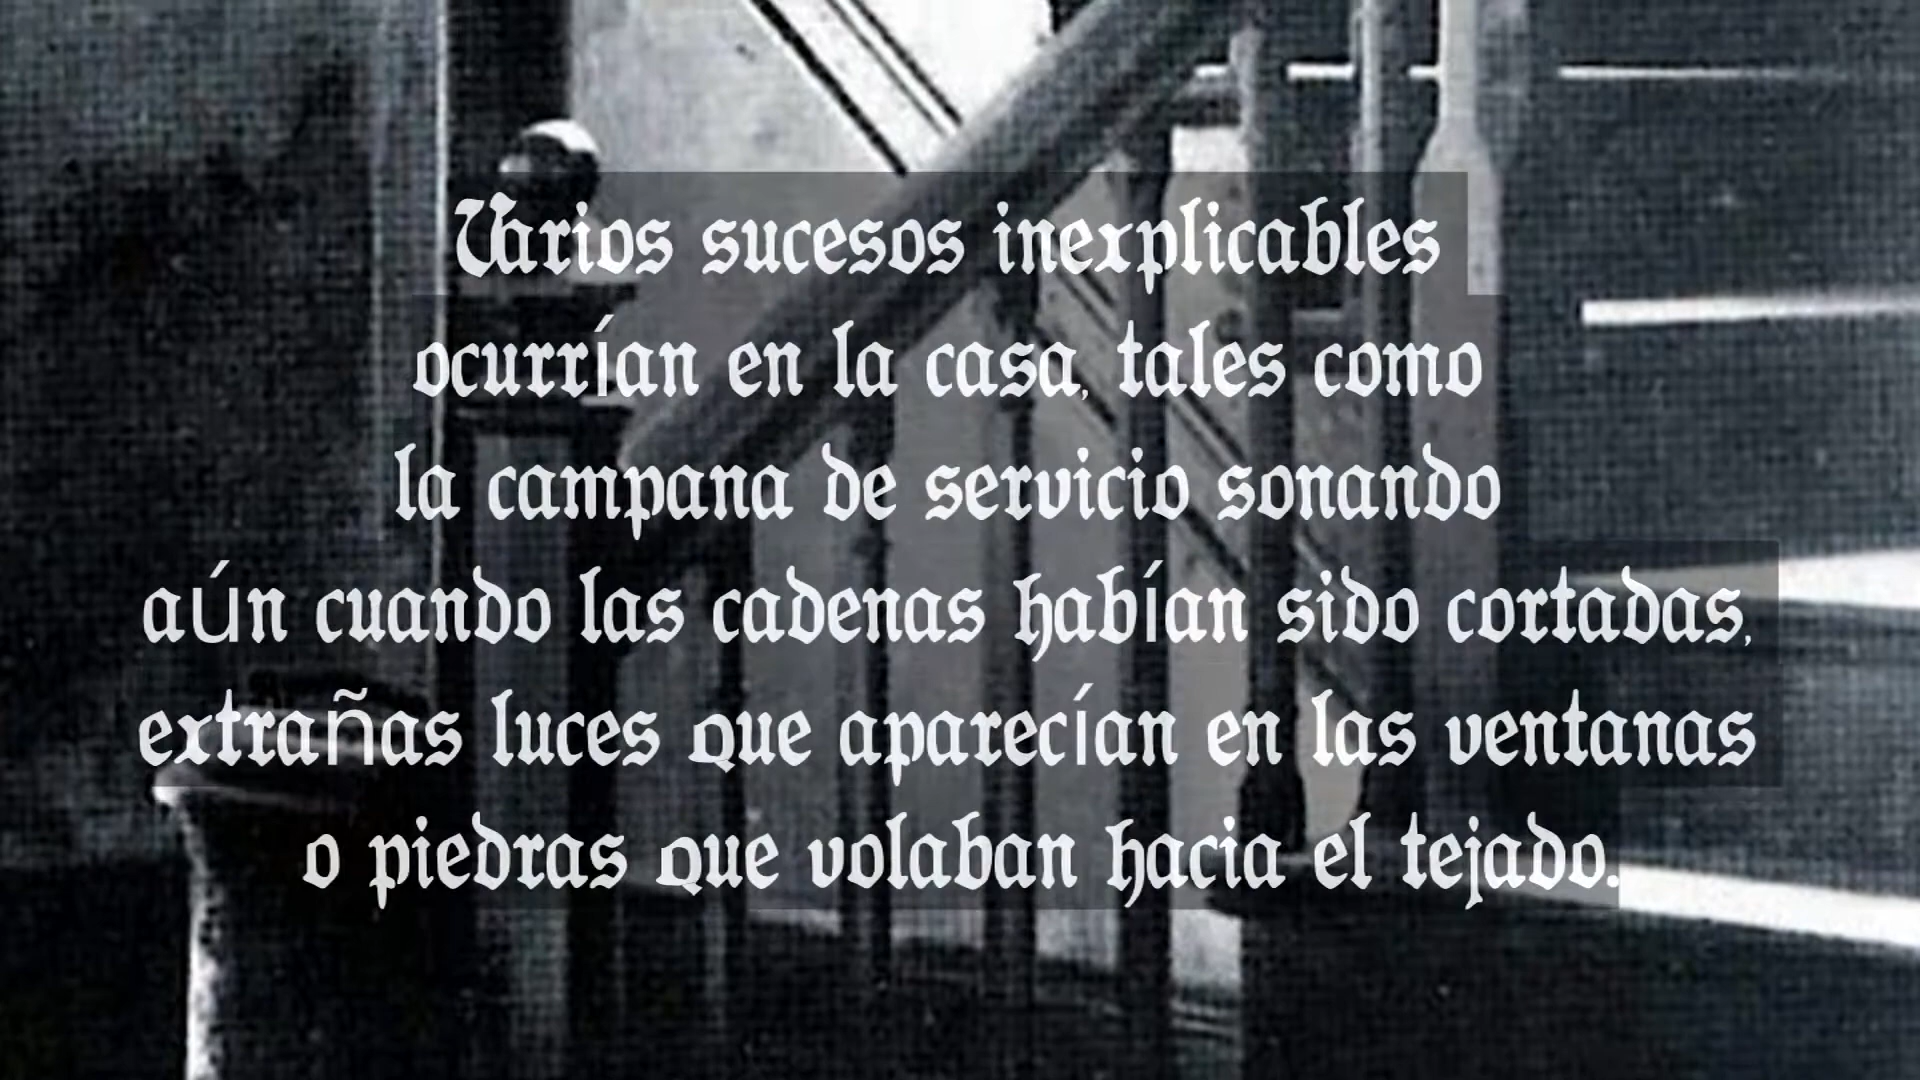 Varios sucesos inexplicables
ocurrían en la casa, tales como
la campana de servicio sonando
aún cuando las cadenas habían sido cortadas,
extrañas luces que aparecían en las ventanas
o piedras que volaban hacia el tejado.